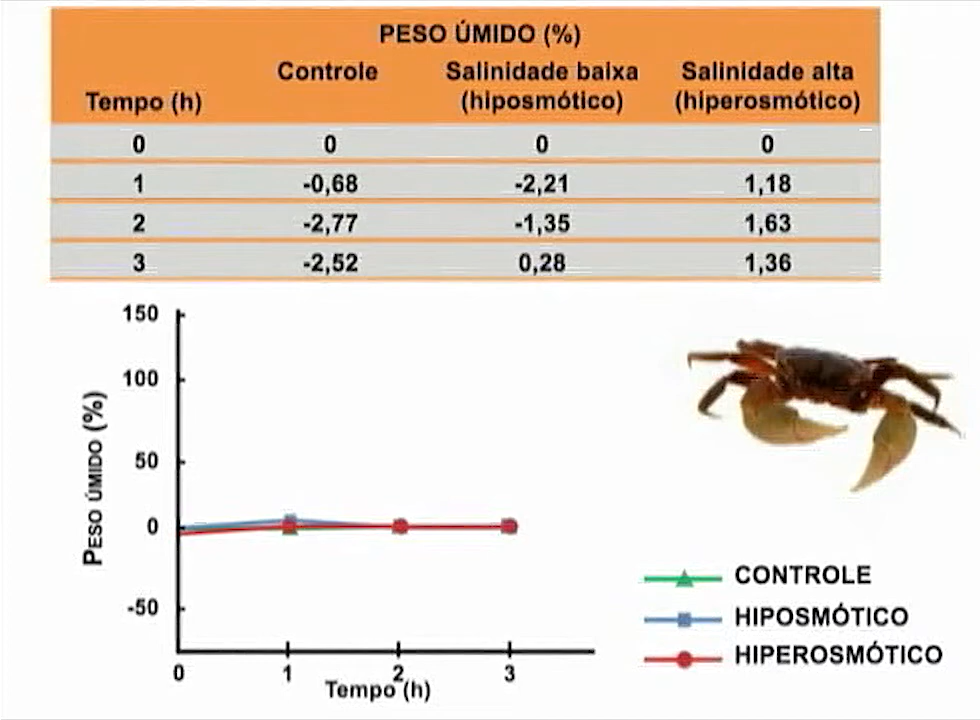 PESO ÚMIDO (%)
Controle Salinidade baixa Salinidade alta
Tempo (h) (hiposmótico) (hiperosmótico)
0 0 0 0
1 -0,68 -2,21 1,18
2 -2,77 -1,35 1,63
3 -2,52 0,28 1,36
150
100
50
0
-50
PESO ÚMIDO (%)
0 1 2 3
Tempo (h)
CONTROLE
HIPOSMÓTICO
HIPEROSMÓTICO